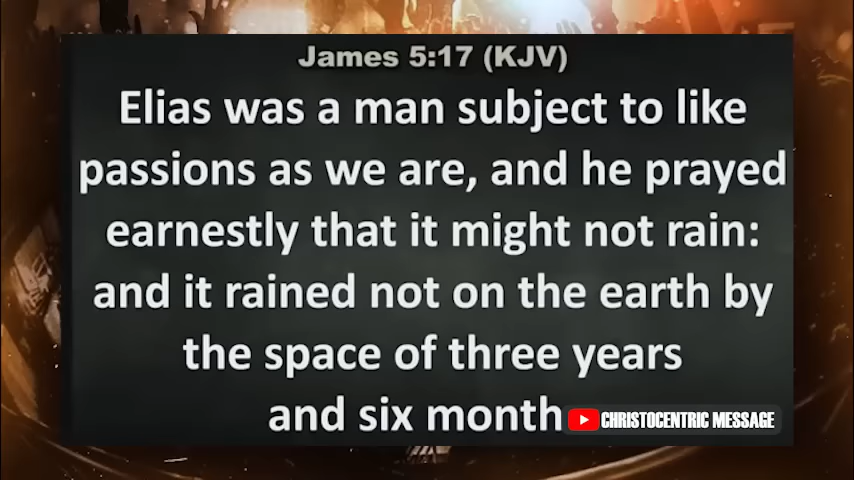 James 5:17 (KJV)
Elias was a man subject to like
passions as we are, and he prayed
earnestly that it might not rain:
and it rained not on the earth by
the space of three years
and six month
CHRISTOCENTRIC MESSAGE